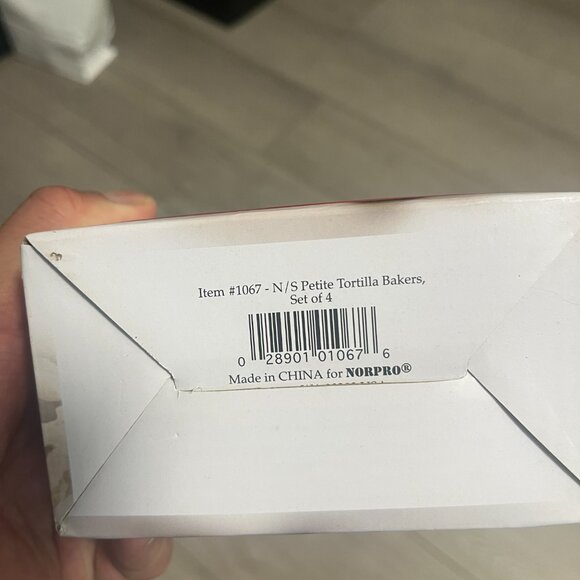 Item #1067 - N/S Petite Tortilla Bakers,
Set of 4
0 28901 01067 6
Made in CHINA for NORPRO®